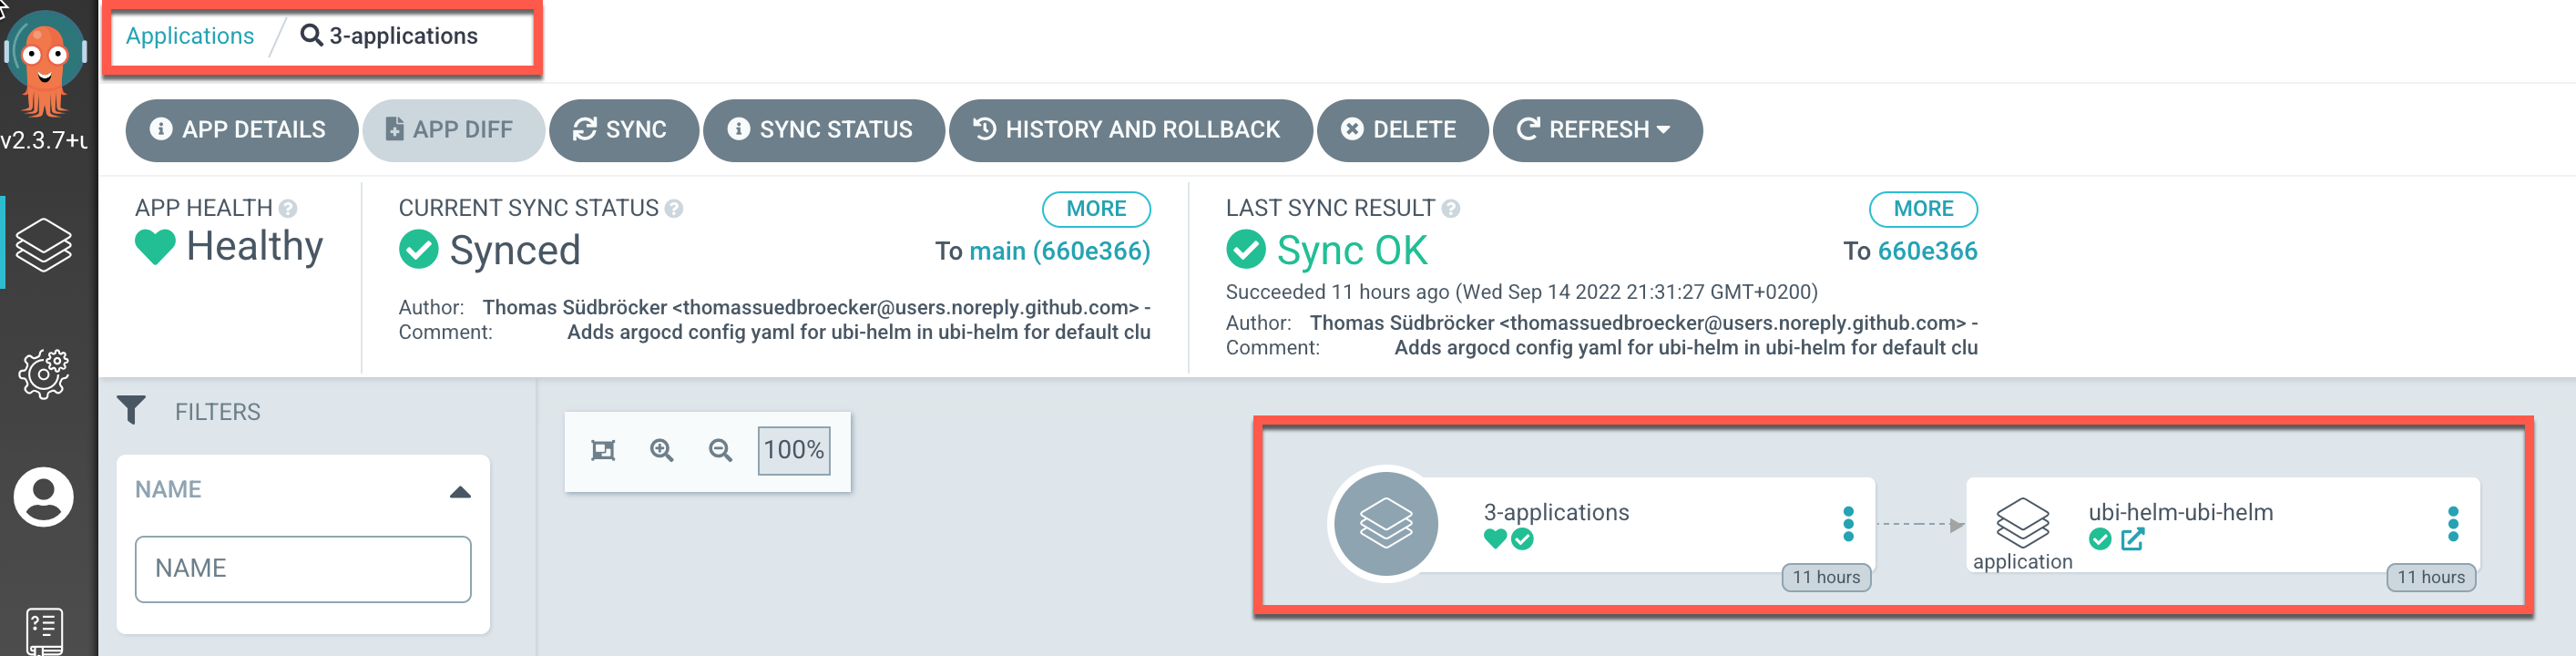 Applications / 3-applications
v2.3.7+u
APP DETAILS APP DIFF SYNC SYNC STATUS HISTORY AND ROLLBACK DELETE REFRESH
APP HEALTH
Healthy
CURRENT SYNC STATUS MORE
Synced To main (660e366)
Author: Thomas Südbröcker <thomassuedbroecker@users.noreply.github.com> -
Comment: Adds argocd config yaml for ubi-helm in ubi-helm for default clu
LAST SYNC RESULT MORE
Sync OK To 660e366
Succeeded 11 hours ago (Wed Sep 14 2022 21:31:27 GMT+0200)
Author: Thomas Südbröcker <thomassuedbroecker@users.noreply.github.com> -
Comment: Adds argocd config yaml for ubi-helm in ubi-helm for default clu
FILTERS
NAME
NAME
100%
3-applications
11 hours
ubi-helm-ubi-helm
application
11 hours